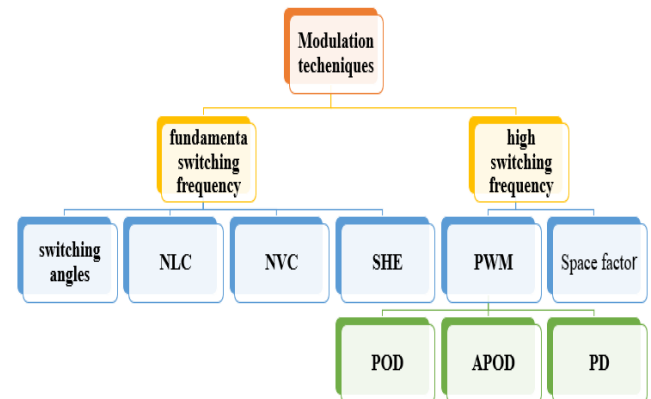 Modulation
techeniques
fundamenta
switching
frequency
high
switching
frequency
switching
angles
NLC
NVC
SHE
PWM
Space factor
POD
APOD
PD